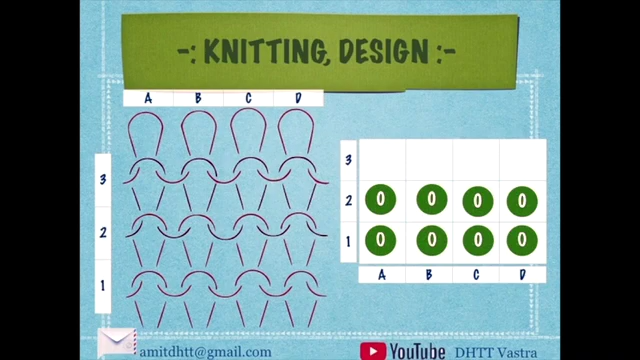 -: KNITTING, DESIGN :-
A B C D
3
2
1
3
2 0 0 0 0
1 0 0 0 0
A B C D
amitdhtt@gmail.com
YouTube DHTT Vastra